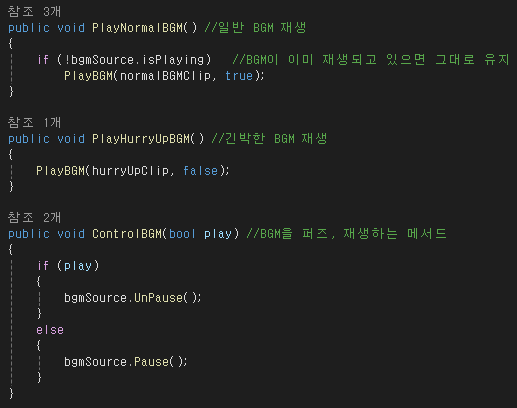 참조 3개
public void PlayNormalBGM() //일반 BGM 재생
{
if (!bgmSource.isPlaying) //BGM이 이미 재생되고 있으면 그대로 유지
PlayBGM(normalBGMClip, true);
}
참조 1개
public void PlayHurryUpBGM() //긴박한 BGM 재생
{
PlayBGM(hurryUpClip, false);
}
참조 2개
public void ControlBGM(bool play) //BGM을 퍼즈, 재생하는 메서드
{
if (play)
{
bgmSource.UnPause();
}
else
{
bgmSource.Pause();
}
}